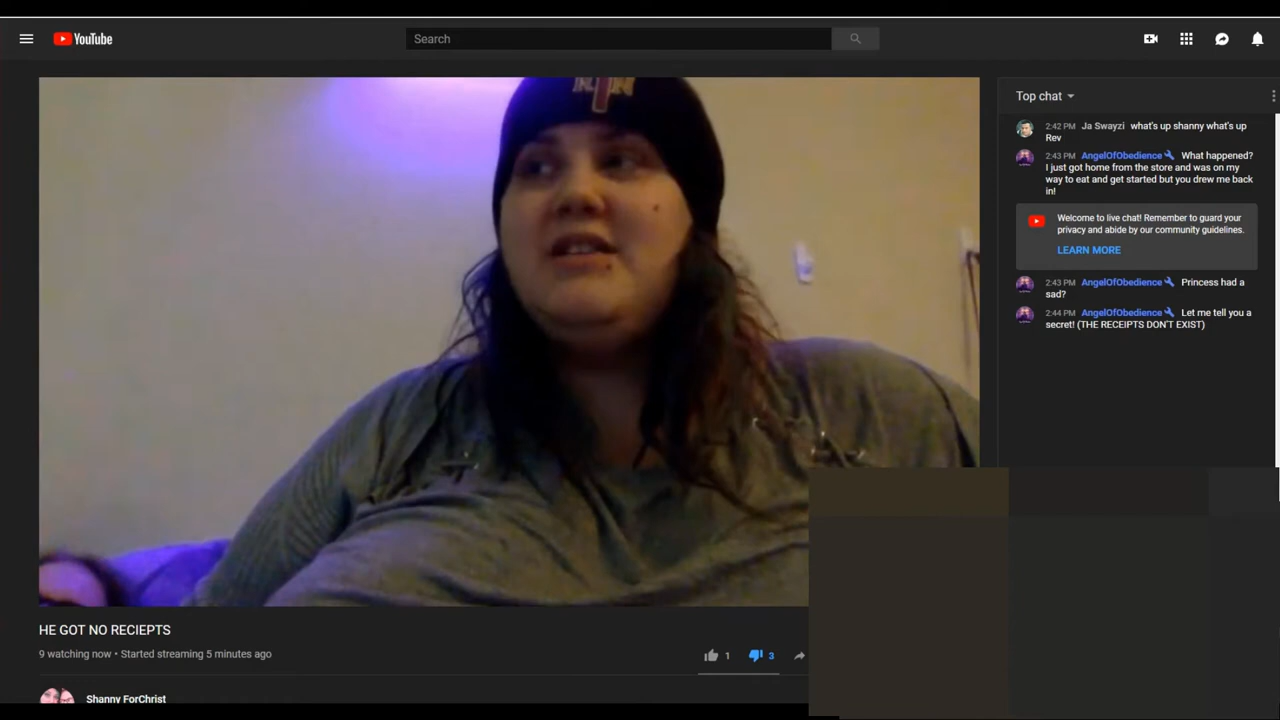 YouTube
Search
Top chat
2:42 PM Ja Swayzi what's up shanny what's up
Rev
2:43 PM AngelOfObedience What happened?
I just got home from the store and was on my
way to eat and get started but you drew me back
in!
Welcome to live chat! Remember to guard your
privacy and abide by our community guidelines.
LEARN MORE
2:43 PM AngelOfObedience Princess had a
sad?
2:44 PM AngelOfObedience Let me tell you a
secret! (THE RECEIPTS DON'T EXIST)
HE GOT NO RECIEPTS
9 watching now • Started streaming 5 minutes ago
1
3
Shanny ForChrist